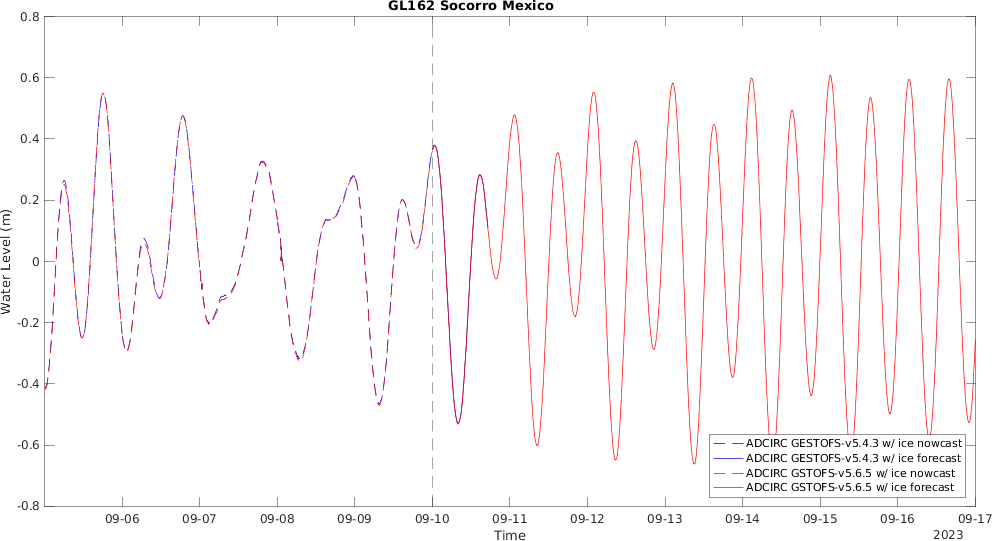 GL162 Socorro Mexico
0.8
0.6
0.4
0.2
0
-0.2
-0.4
-0.6
-0.8
Water Level (m)
ADCIRC GESTOFS-v5.4.3 w/ ice nowcast
ADCIRC GESTOFS-v5.4.3 w/ ice forecast
ADCIRC GSTOFS-v5.6.5 w/ ice nowcast
ADCIRC GSTOFS-v5.6.5 w/ ice forecast
09-06 09-07 09-08 09-09 09-10 09-11 09-12 09-13 09-14 09-15 09-16 09-17
Time
2023